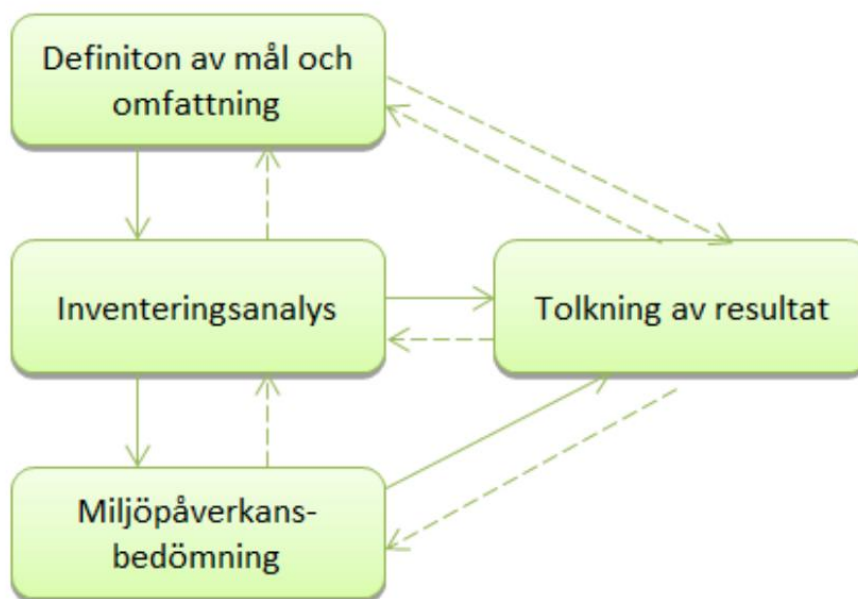 Definiton av mål och
omfattning
Inventeringsanalys
Tolkning av resultat
Miljöpåverkans-
bedömning